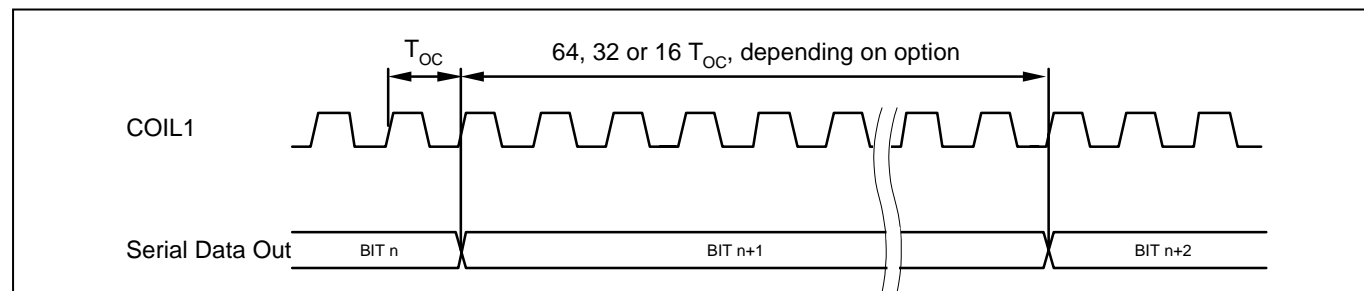 T_OC 64, 32 or 16 T_OC, depending on option
COIL1
Serial Data Out BIT n BIT n+1 BIT n+2